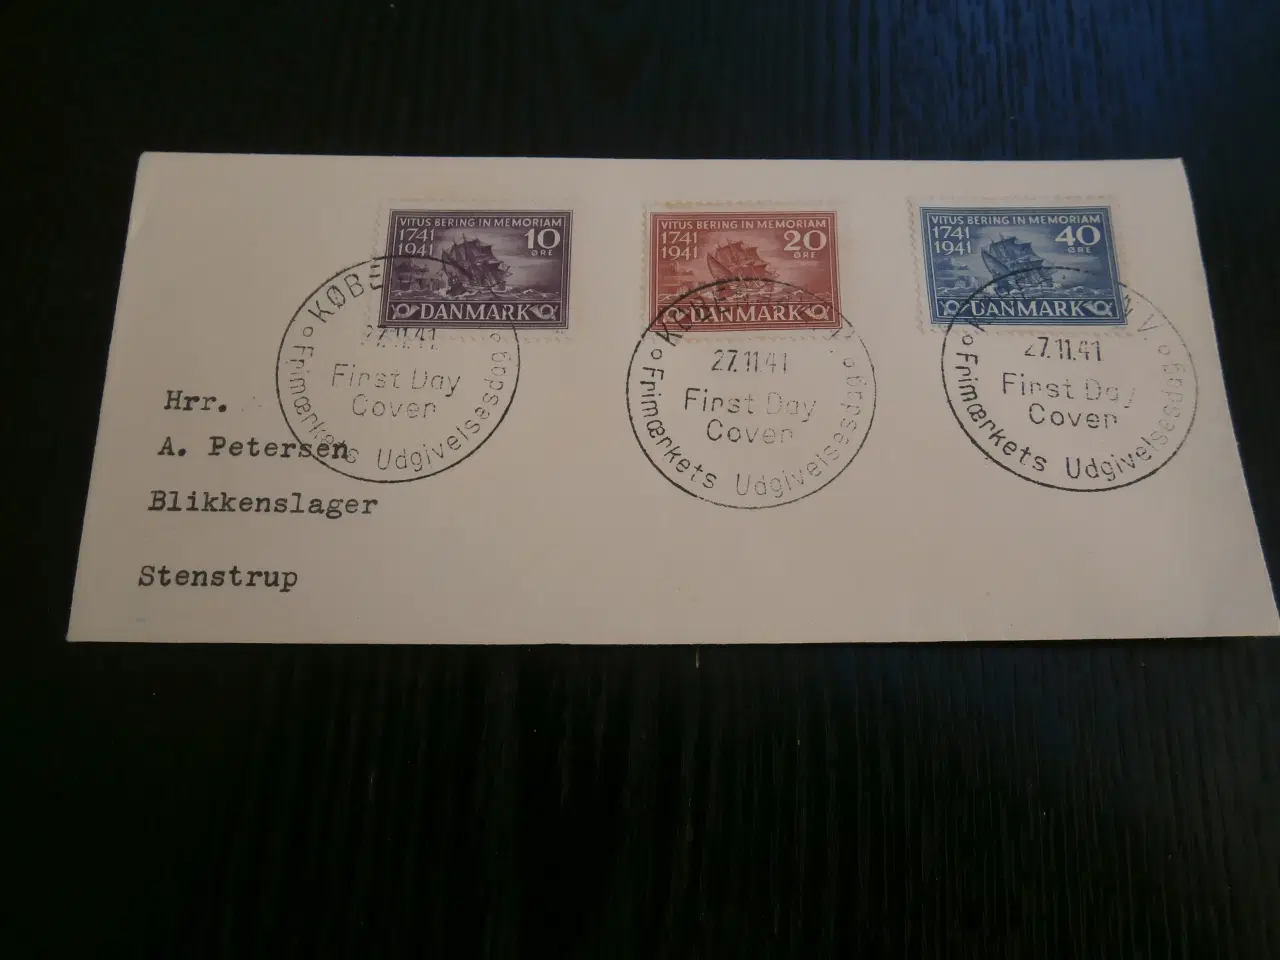 VITUS BERING IN MEMORIAM
1741
1941
10
ØRE
DANMARK
VITUS BERING IN MEMORIAM
1741
1941
20
ØRE
DANMARK
VITUS BERING IN MEMORIAM
1741
1941
40
ØRE
DANMARK
KØBE
27.11.41
First Day
Cover
Frimærkets Udgivelsesdag
KØBE
27.11.41
First Day
Cover
Frimærkets Udgivelsesdag
V.
27.11.41
First Day
Cover
Frimærkets Udgivelsesdag
Hrr.
A. Petersen
Blikkenslager
Stenstrup